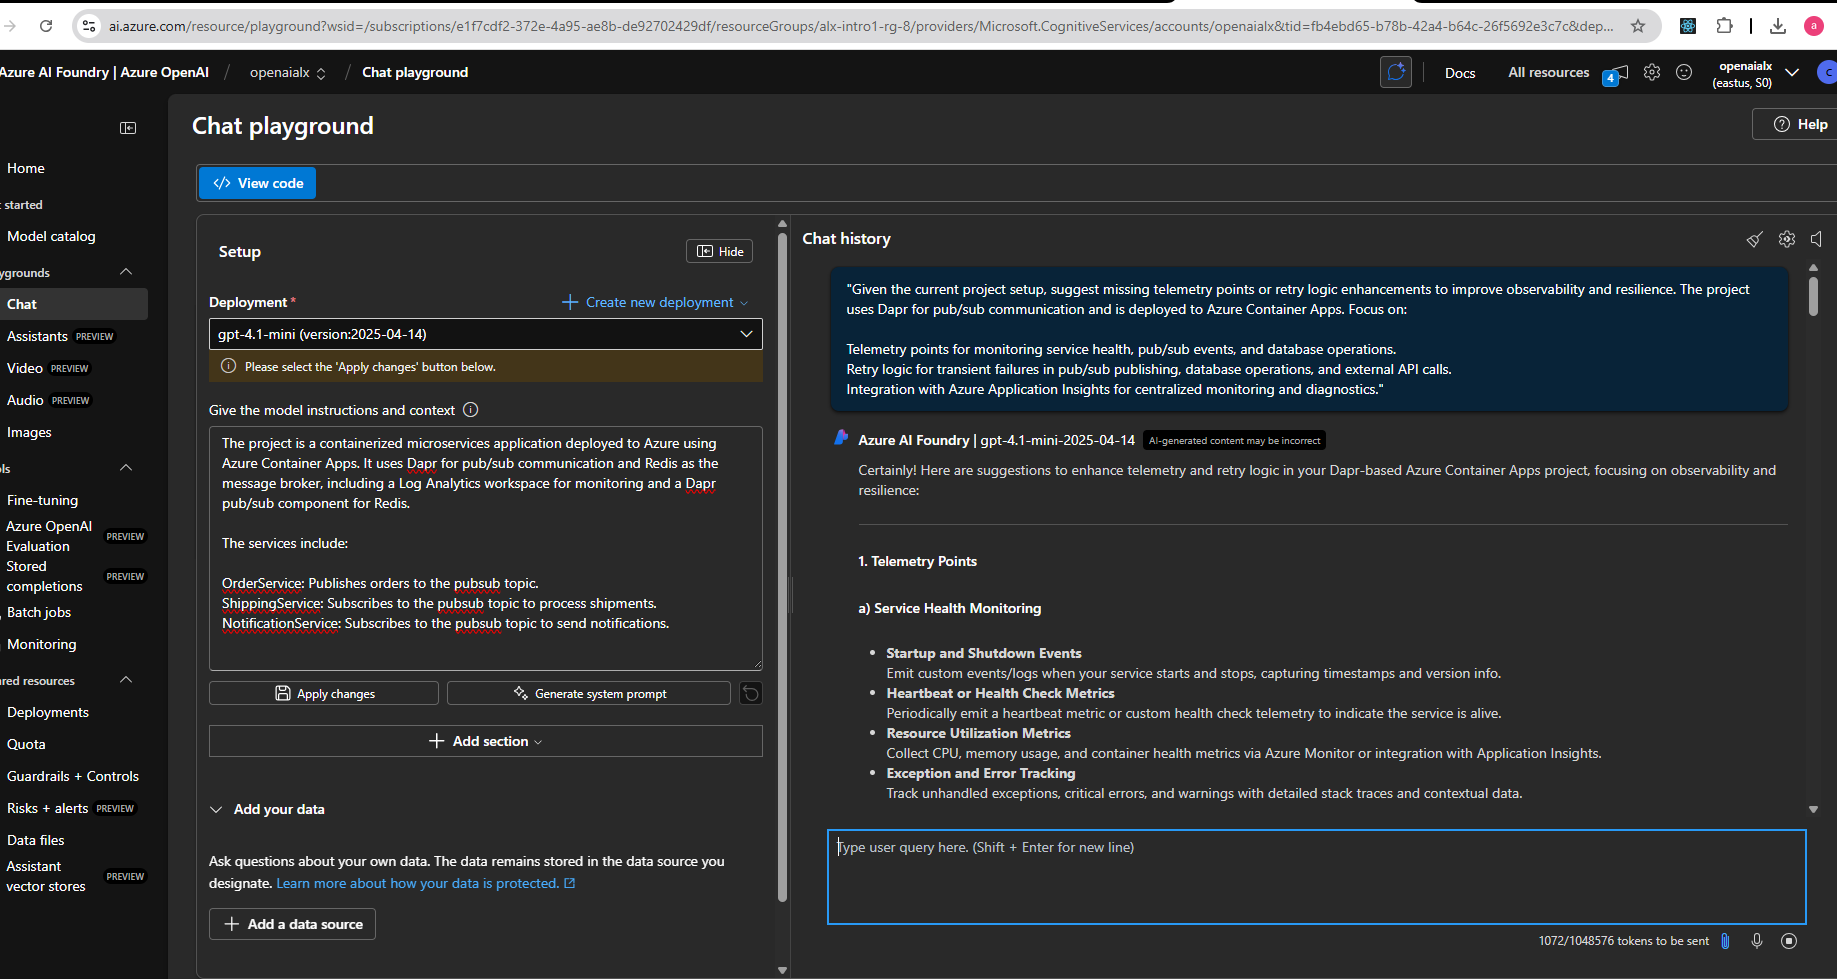 ai.azure.com/resource/playground?wsid=/subscriptions/e1f7cdf2-372e-4a95-ae8b-de92702429df/resourceGroups/alx-intro1-rg-8/providers/Microsoft.CognitiveServices/accounts/openaialx&tid=fb4ebd65-b78b-42a4-b64c-26f5692e3c7c&dep...
a
Azure AI Foundry | Azure OpenAI / openaialx / Chat playground
Docs
All resources
4
openaialx
(eastus, S0)
C
Home
started
Model catalog
ygrounds
Chat
Assistants PREVIEW
Video PREVIEW
Audio PREVIEW
Images
ls
Fine-tuning
Azure OpenAI
Evaluation
PREVIEW
Stored
completions
PREVIEW
Batch jobs
Monitoring
red resources
Deployments
Quota
Guardrails + Controls
Risks + alerts PREVIEW
Data files
Assistant
vector stores
PREVIEW
Chat playground
Help
</> View code
Setup
Hide
Deployment *
Create new deployment
gpt-4.1-mini (version:2025-04-14)
Please select the 'Apply changes' button below.
Give the model instructions and context
The project is a containerized microservices application deployed to Azure using
Azure Container Apps. It uses Dapr for pub/sub communication and Redis as the
message broker, including a Log Analytics workspace for monitoring and a Dapr
pub/sub component for Redis.
The services include:
OrderService: Publishes orders to the pubsub topic.
ShippingService: Subscribes to the pubsub topic to process shipments.
NotificationService: Subscribes to the pubsub topic to send notifications.
Apply changes
Generate system prompt
Add section
Add your data
Ask questions about your own data. The data remains stored in the data source you
designate. Learn more about how your data is protected.
Add a data source
Chat history
"Given the current project setup, suggest missing telemetry points or retry logic enhancements to improve observability and resilience. The project
uses Dapr for pub/sub communication and is deployed to Azure Container Apps. Focus on:
Telemetry points for monitoring service health, pub/sub events, and database operations.
Retry logic for transient failures in pub/sub publishing, database operations, and external API calls.
Integration with Azure Application Insights for centralized monitoring and diagnostics."
Azure AI Foundry | gpt-4.1-mini-2025-04-14 AI-generated content may be incorrect
Certainly! Here are suggestions to enhance telemetry and retry logic in your Dapr-based Azure Container Apps project, focusing on observability and
resilience:
1. Telemetry Points
a) Service Health Monitoring
• Startup and Shutdown Events
Emit custom events/logs when your service starts and stops, capturing timestamps and version info.
• Heartbeat or Health Check Metrics
Periodically emit a heartbeat metric or custom health check telemetry to indicate the service is alive.
• Resource Utilization Metrics
Collect CPU, memory usage, and container health metrics via Azure Monitor or integration with Application Insights.
• Exception and Error Tracking
Track unhandled exceptions, critical errors, and warnings with detailed stack traces and contextual data.
Type user query here. (Shift + Enter for new line)
1072/1048576 tokens to be sent